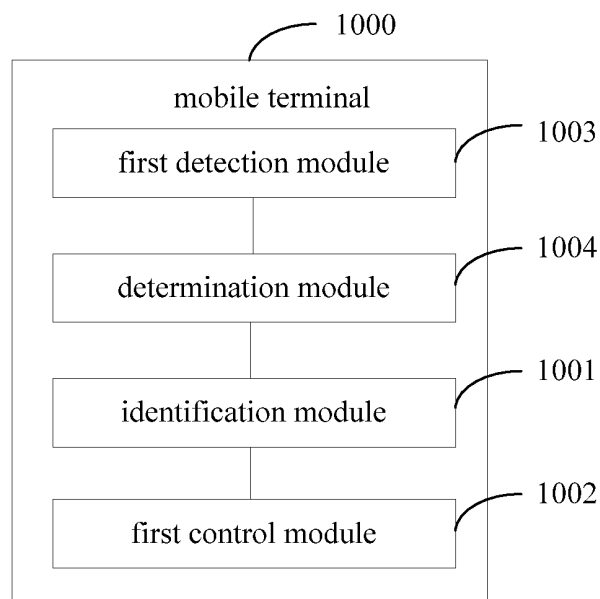 1000
mobile terminal
first detection module
1003
determination module
1004
identification module
1001
first control module
1002